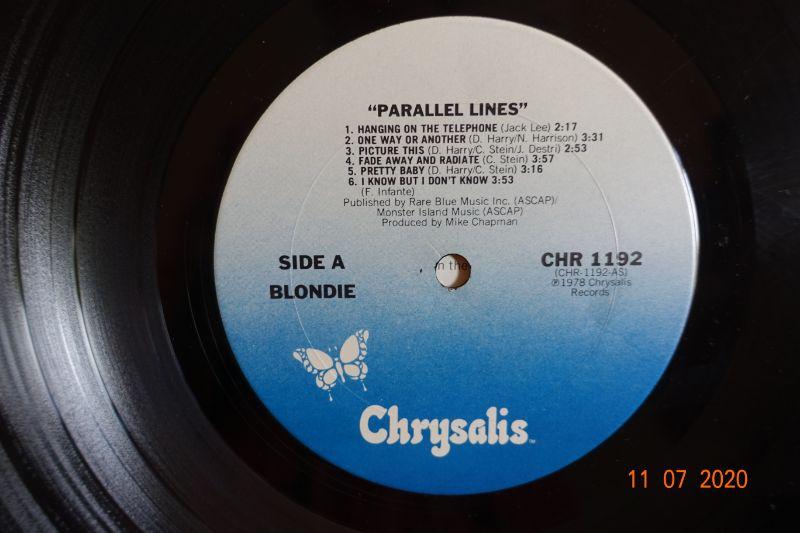 "PARALLEL LINES"
1. HANGING ON THE TELEPHONE (Jack Lee) 2:17
2. ONE WAY OR ANOTHER (D. Harry/N. Harrison) 3:31
3. PICTURE THIS (D. Harry/C. Stein/J. Destri) 2:53
4. FADE AWAY AND RADIATE (C. Stein) 3:57
5. PRETTY BABY (D. Harry/C. Stein) 3:16
6. I KNOW BUT I DON'T KNOW 3:53
(F. Infante)
Published by Rare Blue Music Inc. (ASCAP)/
Monster Island Music (ASCAP)
Produced by Mike Chapman
SIDE A
BLONDIE
in the
CHR 1192
(CHR-1192-AS)
℗1978 Chrysalis
Records
Chrysalis™
11 07 2020